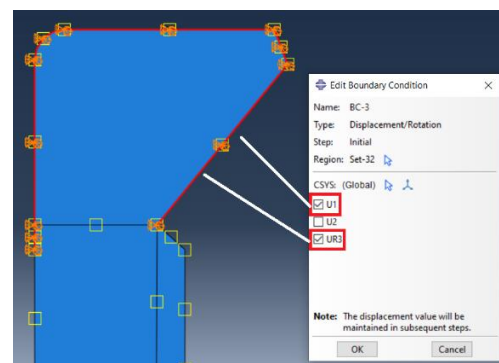 Edit Boundary Condition
Name: BC-3
Type: Displacement/Rotation
Step: Initial
Region: Set-32
CSYS: (Global)
U1
U2
UR3
Note: The displacement value will be
maintained in subsequent steps.
OK Cancel